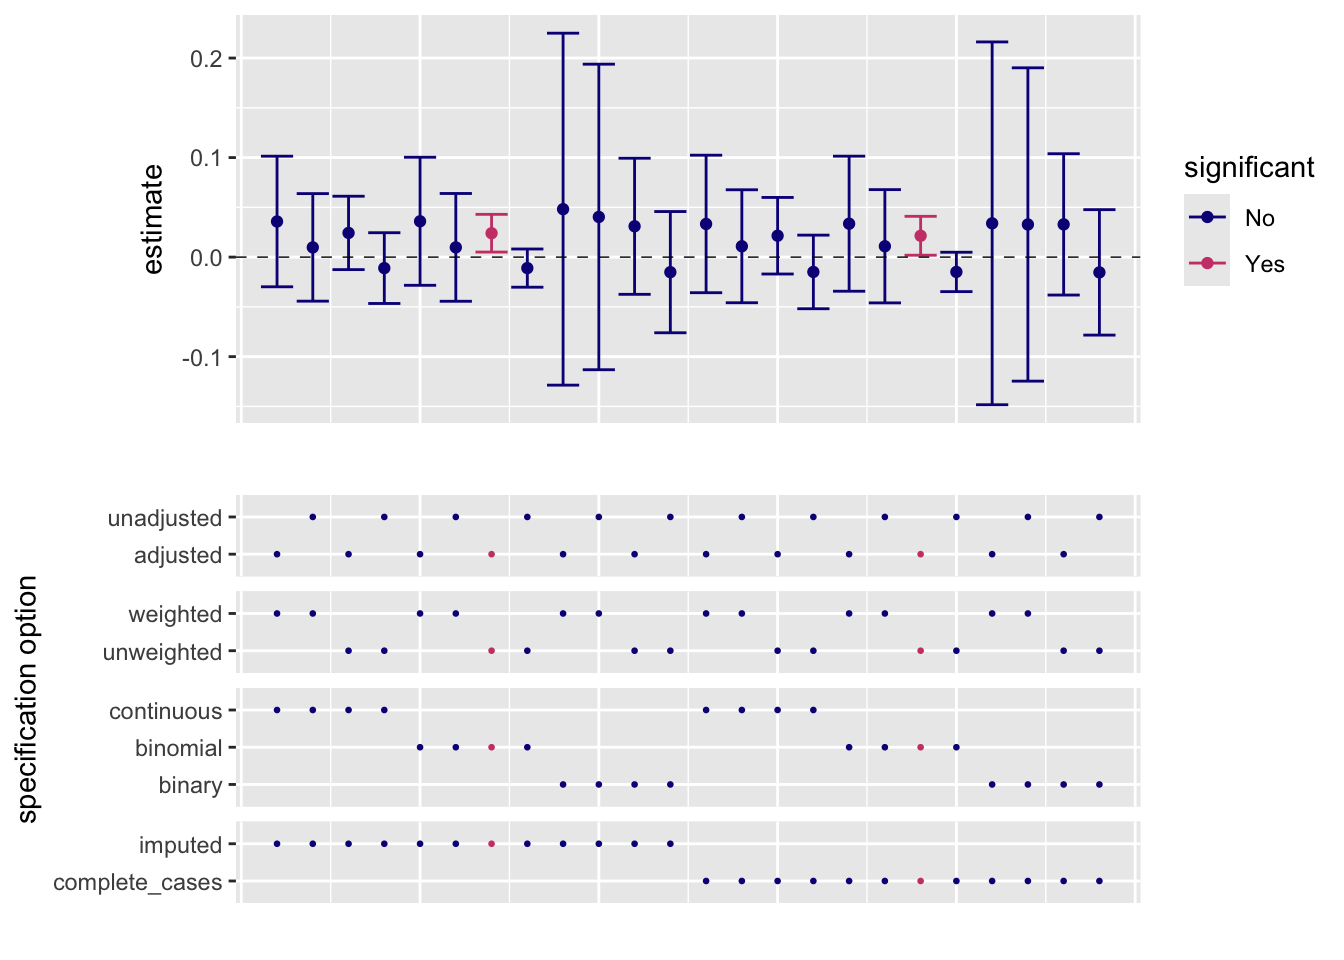 0.2
0.1
0.0
-0.1
estimate
significant
No
Yes
unadjusted
adjusted
weighted
unweighted
continuous
binomial
binary
imputed
complete_cases
specification option